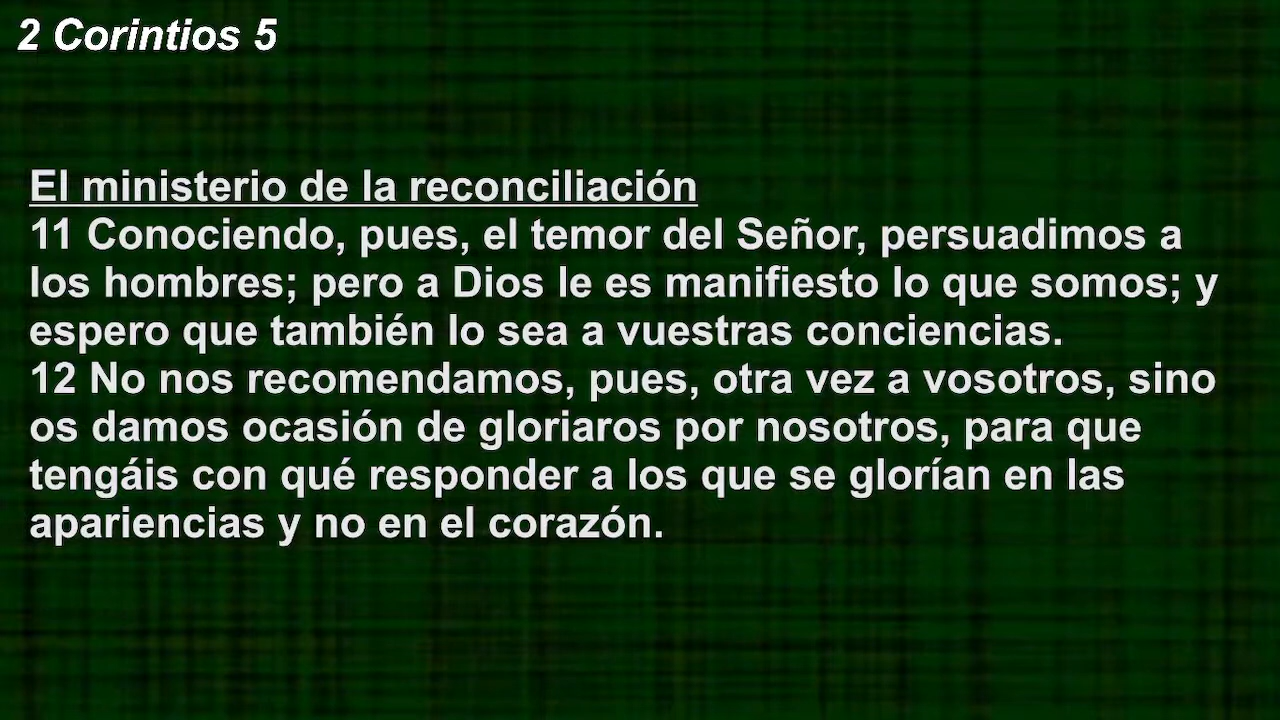 2 Corintios 5
El ministerio de la reconciliación
11 Conociendo, pues, el temor del Señor, persuadimos a
los hombres; pero a Dios le es manifiesto lo que somos; y
espero que también lo sea a vuestras conciencias.
12 No nos recomendamos, pues, otra vez a vosotros, sino
os damos ocasión de gloriaros por nosotros, para que
tengáis con qué responder a los que se glorían en las
apariencias y no en el corazón.